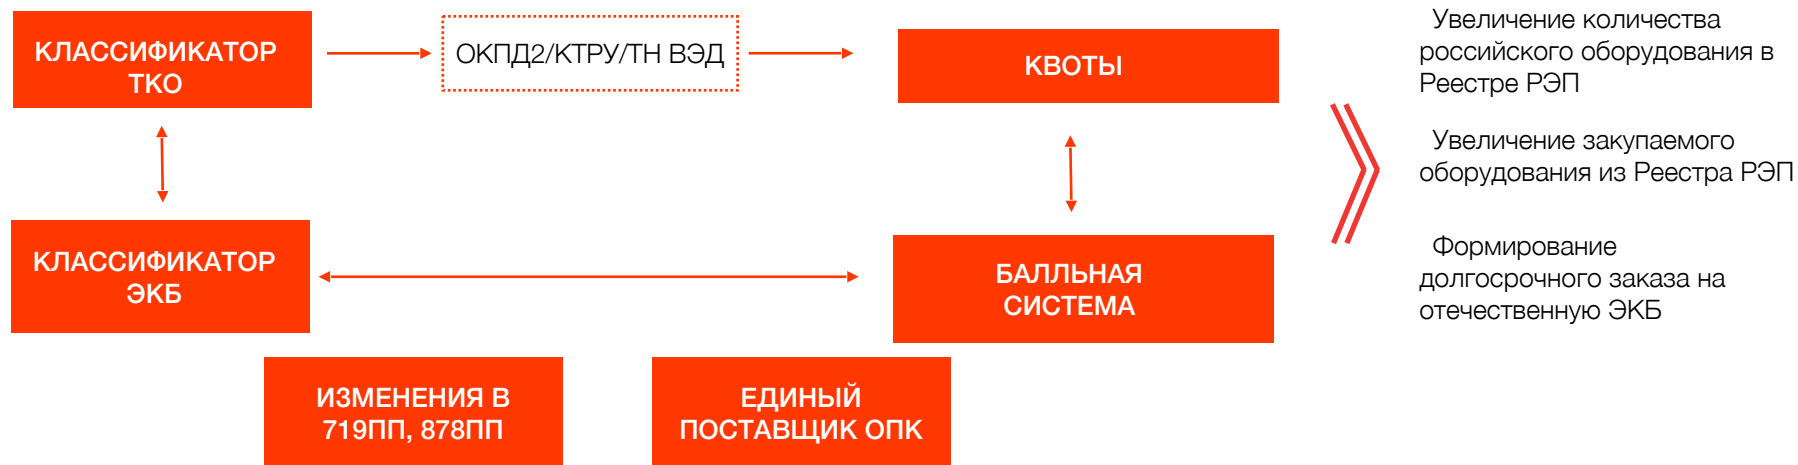 КЛАССИФИКАТОР
ТКО
ОКПД2/КТРУ/ТН ВЭД
КВОТЫ
КЛАССИФИКАТОР
ЭКБ
БАЛЛЬНАЯ
СИСТЕМА
ИЗМЕНЕНИЯ В
719ПП, 878ПП
ЕДИНЫЙ
ПОСТАВЩИК ОПК
Увеличение количества
российского оборудования в
Реестре РЭП
Увеличение закупаемого
оборудования из Реестра РЭП
Формирование
долгосрочного заказа на
отечественную ЭКБ